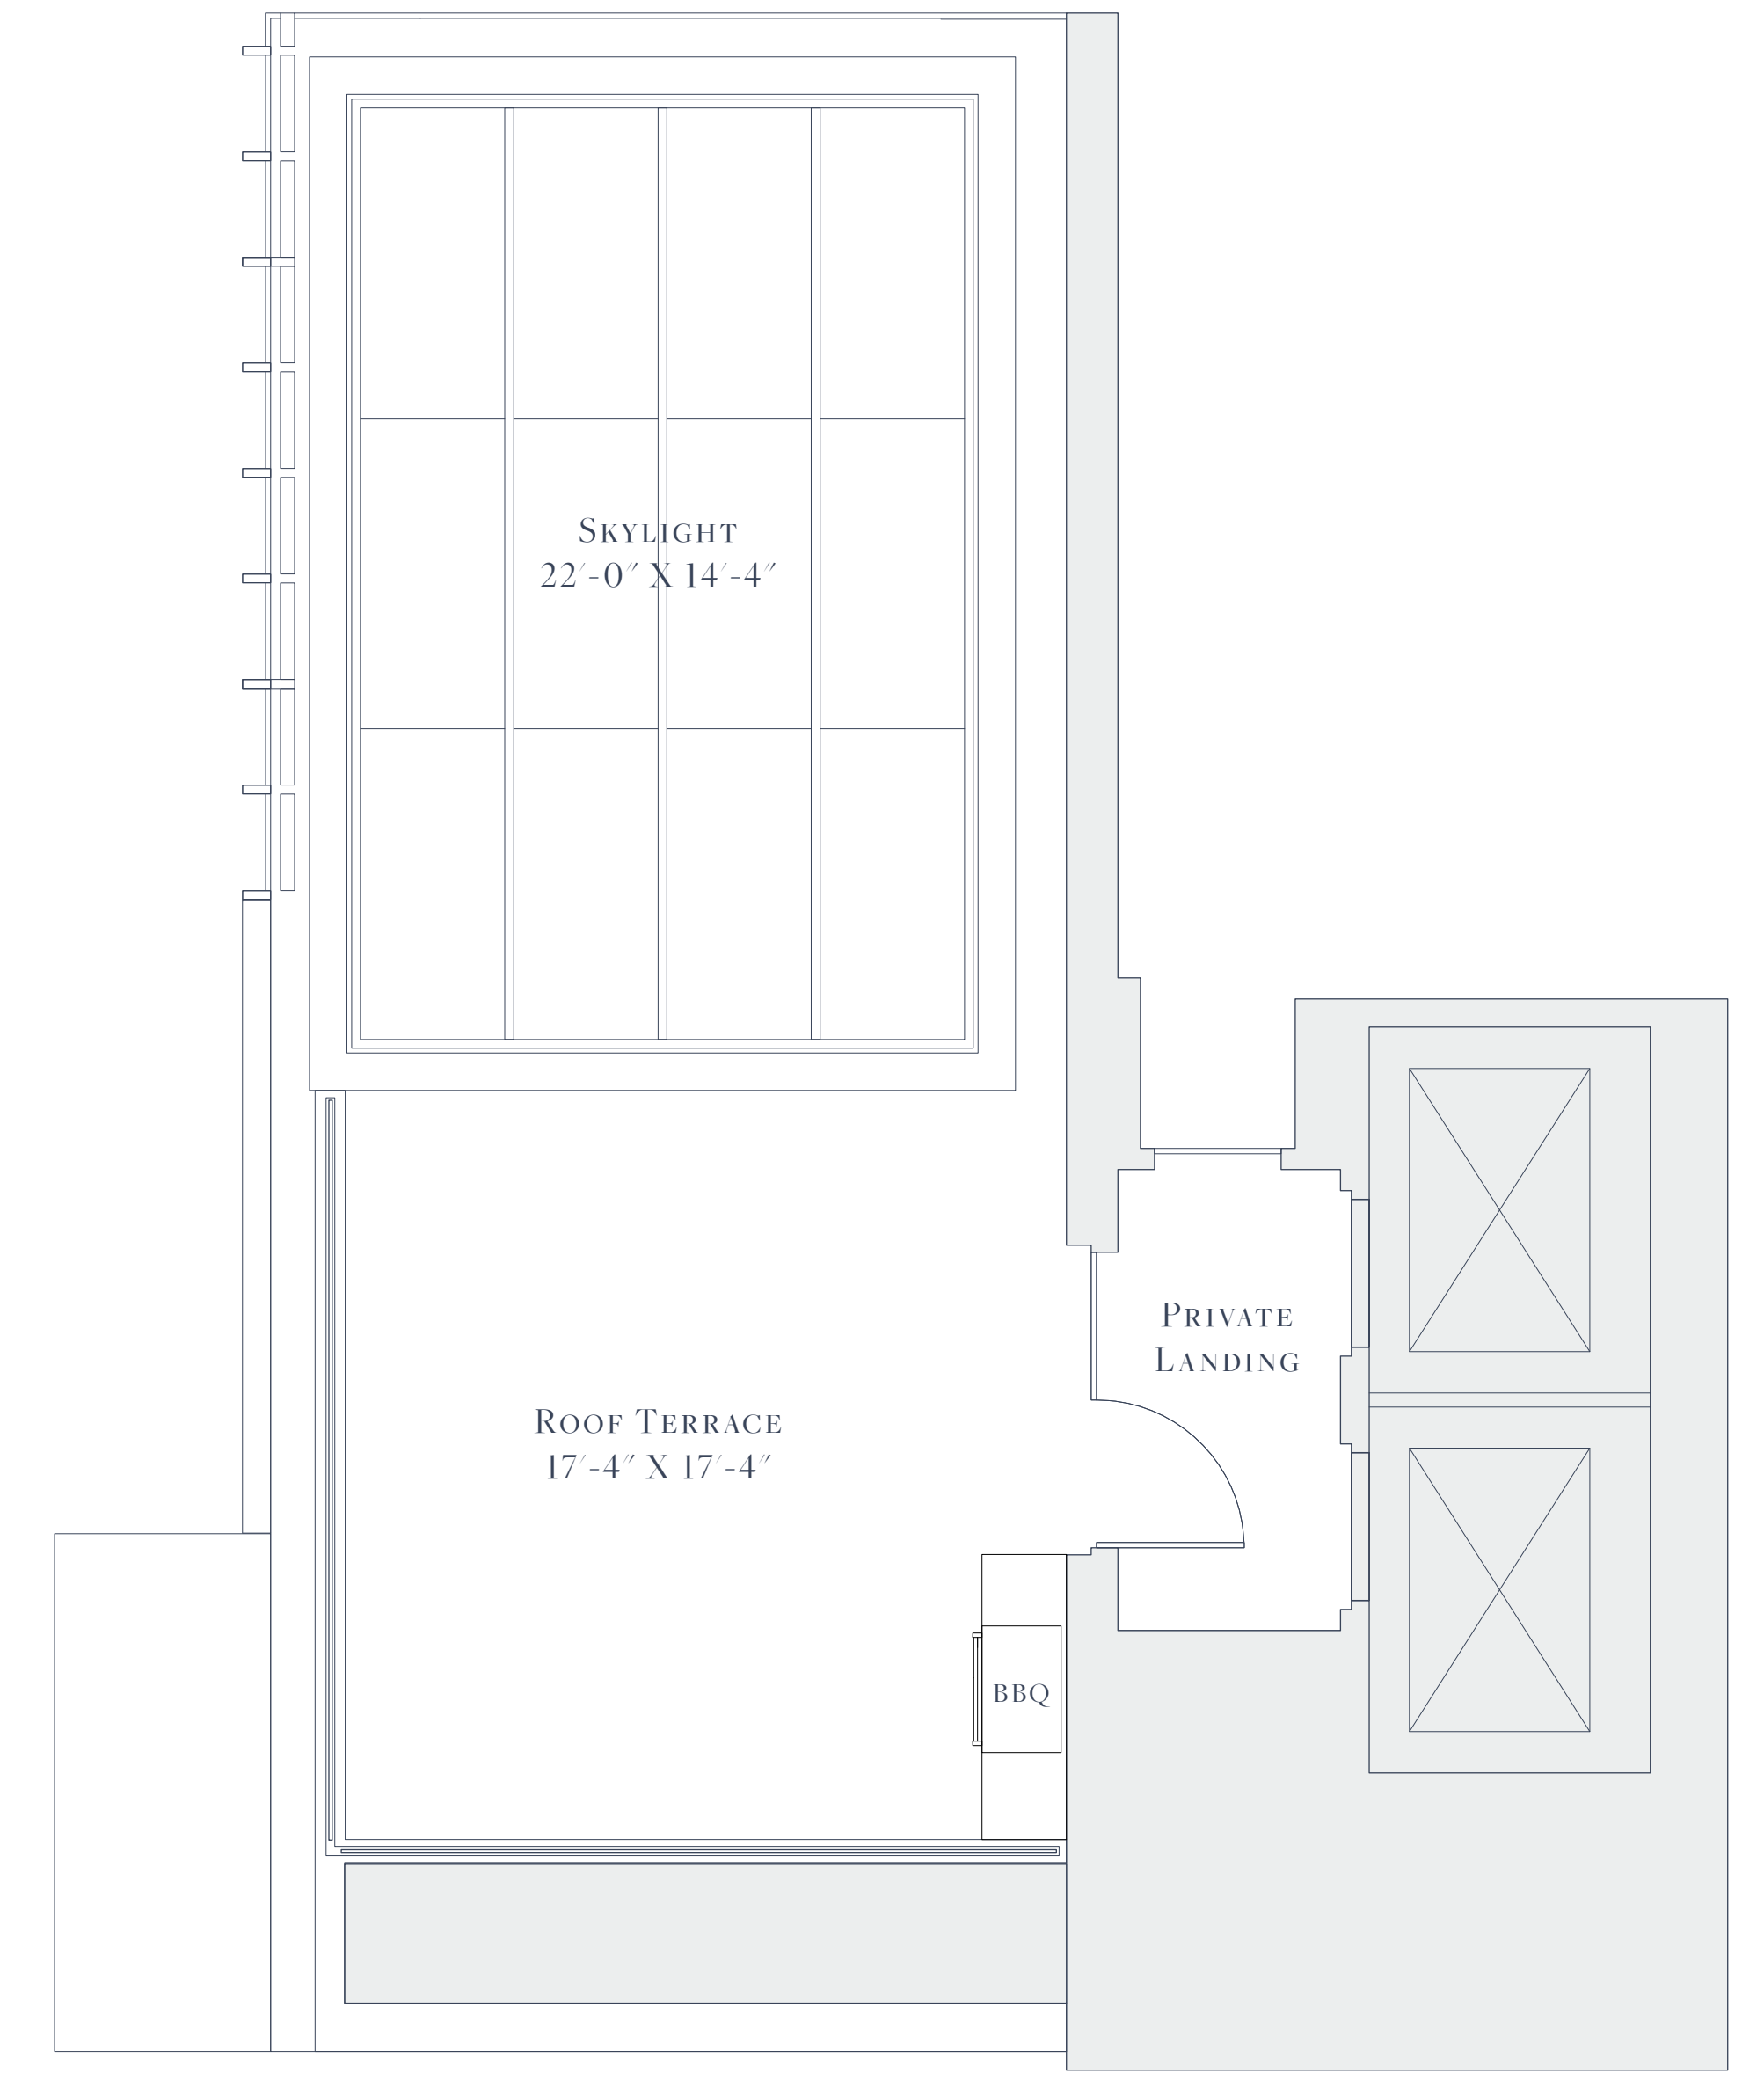 Skylight
22′-0″ X 14′-4″
Private
Landing
Roof Terrace
17′-4″ X 17′-4″
BBQ